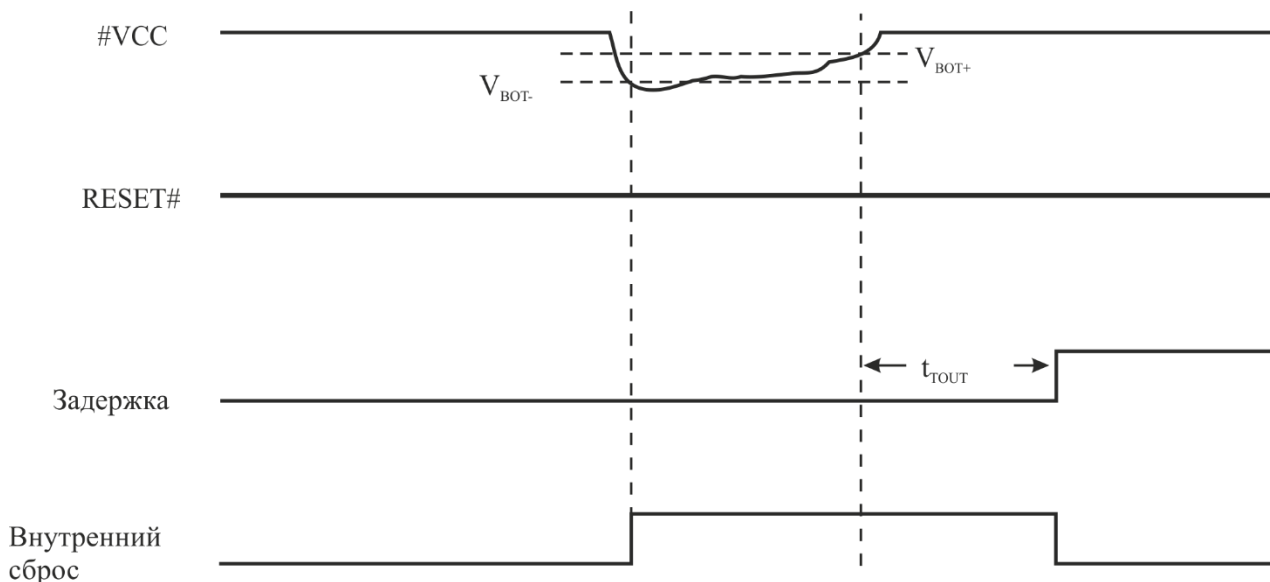 #VCC
V_BOT+
V_BOT-
RESET#
t_TOUT
Задержка
Внутренний
сброс